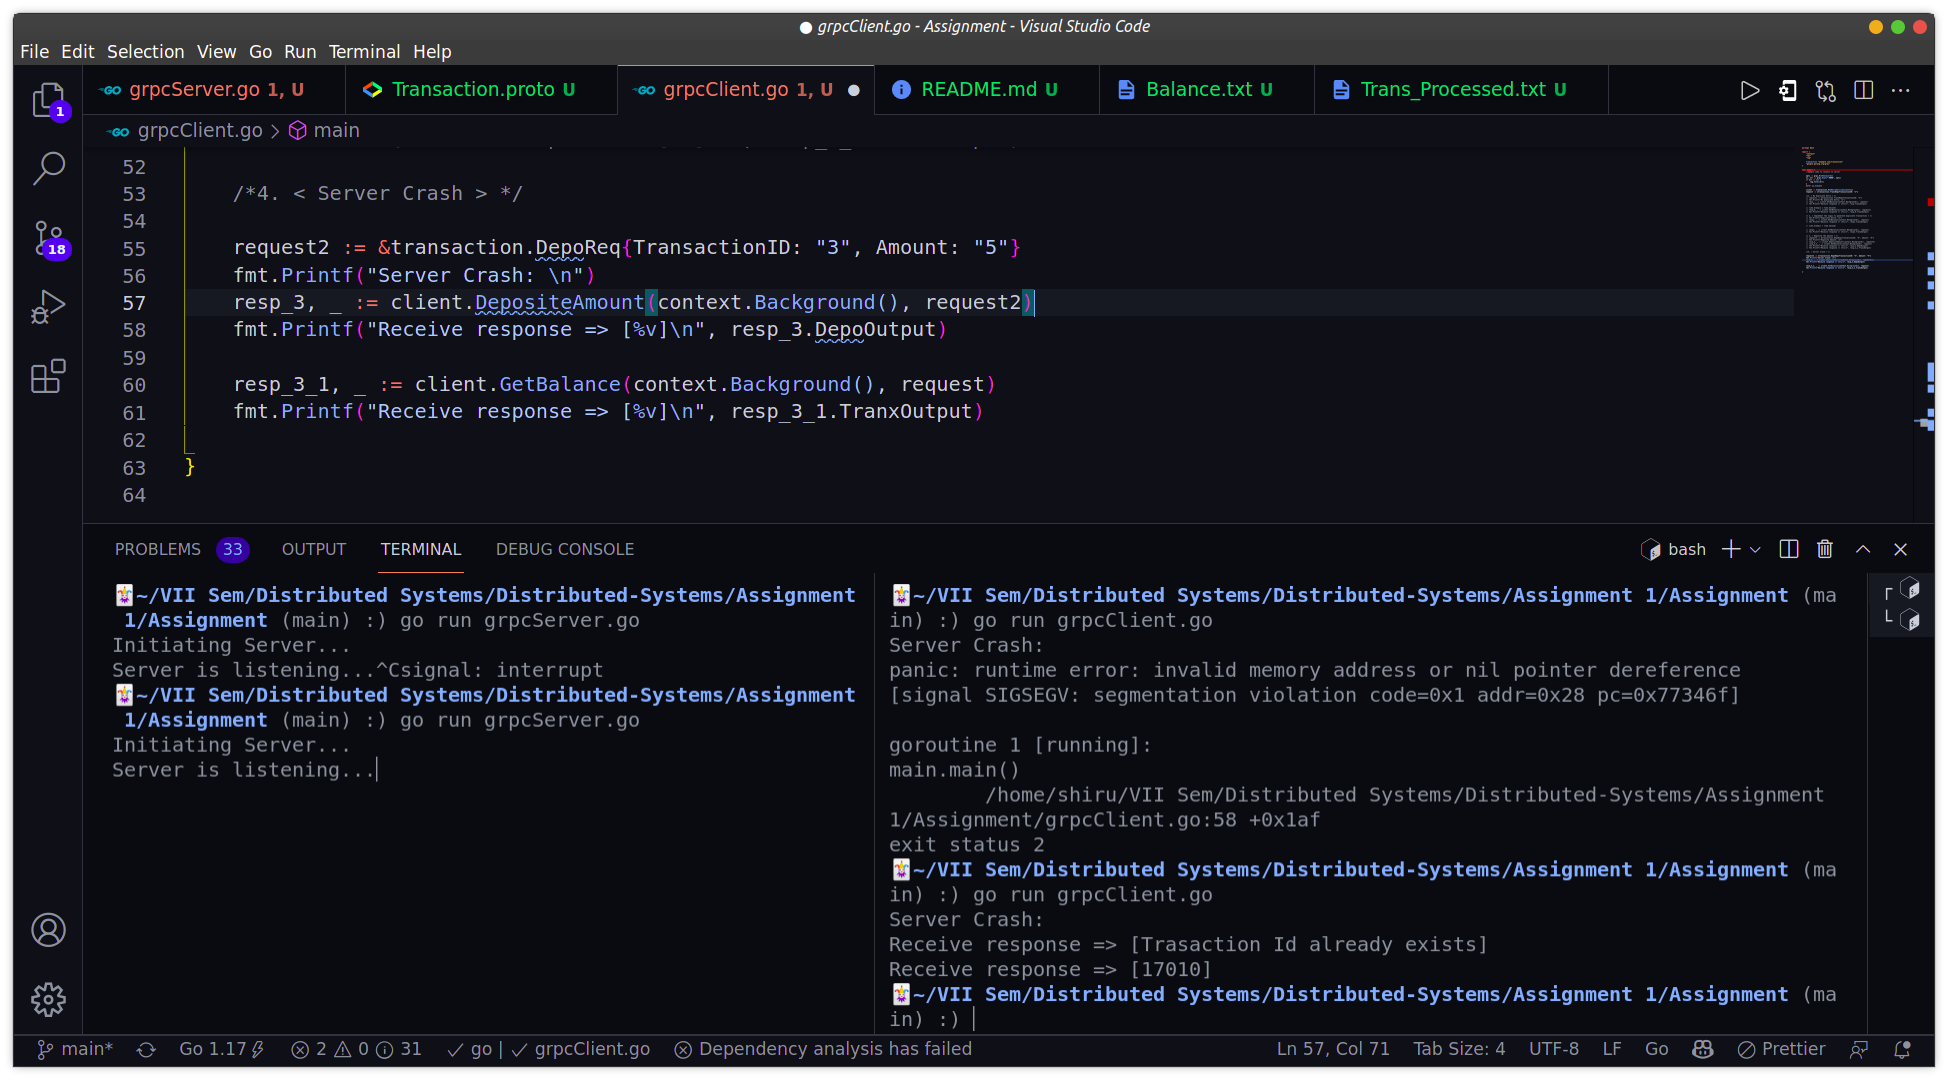 grpcClient.go - Assignment - Visual Studio Code
File Edit Selection View Go Run Terminal Help
grpcServer.go 1, U
Transaction.proto U
grpcClient.go 1, U
README.md U
Balance.txt U
Trans_Processed.txt U
1
grpcClient.go > main
52
53 /*4. < Server Crash > */
54
55 request2 := &transaction.DepoReq{TransactionID: "3", Amount: "5"}
56 fmt.Printf("Server Crash: \n")
57 resp_3, _ := client.DepositeAmount(context.Background(), request2)
58 fmt.Printf("Receive response => [%v]\n", resp_3.DepoOutput)
59
60 resp_3_1, _ := client.GetBalance(context.Background(), request)
61 fmt.Printf("Receive response => [%v]\n", resp_3_1.TranxOutput)
62
63 }
64
18
PROBLEMS 33 OUTPUT TERMINAL DEBUG CONSOLE
bash
~/VII Sem/Distributed Systems/Distributed-Systems/Assignment
1/Assignment (main) :) go run grpcServer.go
Initiating Server...
Server is listening...^Csignal: interrupt
~/VII Sem/Distributed Systems/Distributed-Systems/Assignment
1/Assignment (main) :) go run grpcServer.go
Initiating Server...
Server is listening...
~/VII Sem/Distributed Systems/Distributed-Systems/Assignment 1/Assignment (ma
in) :) go run grpcClient.go
Server Crash:
panic: runtime error: invalid memory address or nil pointer dereference
[signal SIGSEGV: segmentation violation code=0x1 addr=0x28 pc=0x77346f]
goroutine 1 [running]:
main.main()
/home/shiru/VII Sem/Distributed Systems/Distributed-Systems/Assignment
1/Assignment/grpcClient.go:58 +0x1af
exit status 2
~/VII Sem/Distributed Systems/Distributed-Systems/Assignment 1/Assignment (ma
in) :) go run grpcClient.go
Server Crash:
Receive response => [Trasaction Id already exists]
Receive response => [17010]
~/VII Sem/Distributed Systems/Distributed-Systems/Assignment 1/Assignment (ma
in) :)
main* Go 1.17 2 0 31 go | grpcClient.go Dependency analysis has failed
Ln 57, Col 71 Tab Size: 4 UTF-8 LF Go Prettier